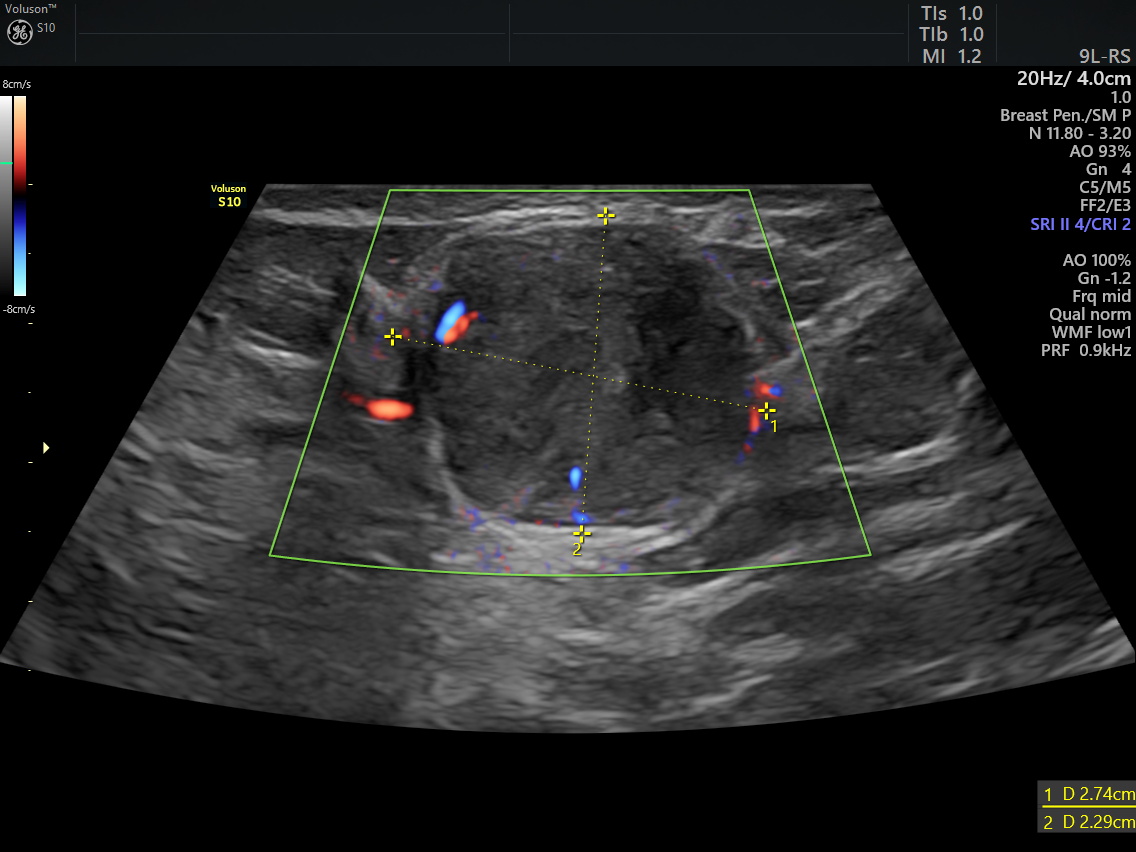 Voluson™
S10
TIs 1.0
TIb 1.0
MI 1.2
9L-RS
20Hz/ 4.0cm
1.0
Breast Pen./SM P
N 11.80 - 3.20
AO 93%
Gn 4
C5/M5
FF2/E3
SRI II 4/CRI 2
AO 100%
Gn -1.2
Frq mid
Qual norm
WMF low1
PRF 0.9kHz
8cm/s
-8cm/s
Voluson
S10
1
2
1 D 2.74cm
2 D 2.29cm